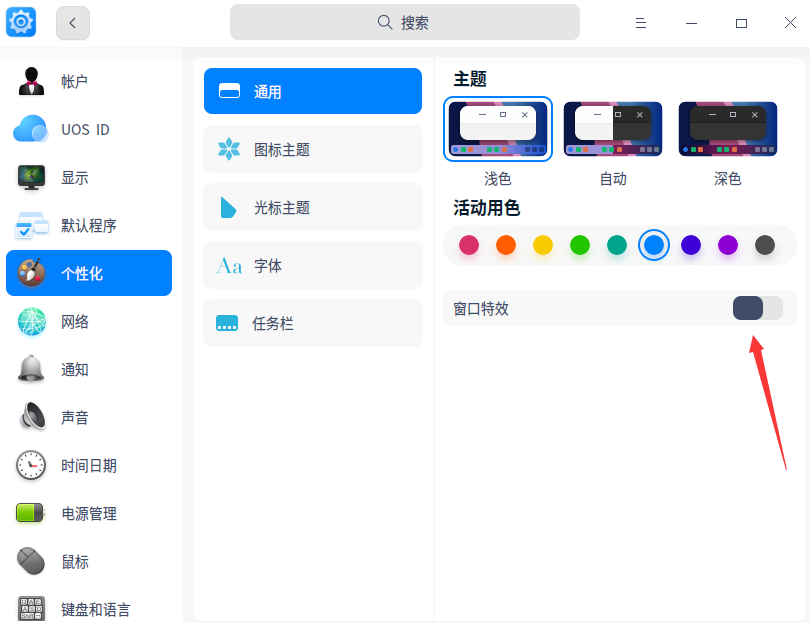 搜索
帐户
UOS ID
显示
默认程序
个性化
网络
通知
声音
时间日期
电源管理
鼠标
键盘和语言
通用
图标主题
光标主题
Aa 字体
任务栏
主题
浅色 自动 深色
活动用色
窗口特效